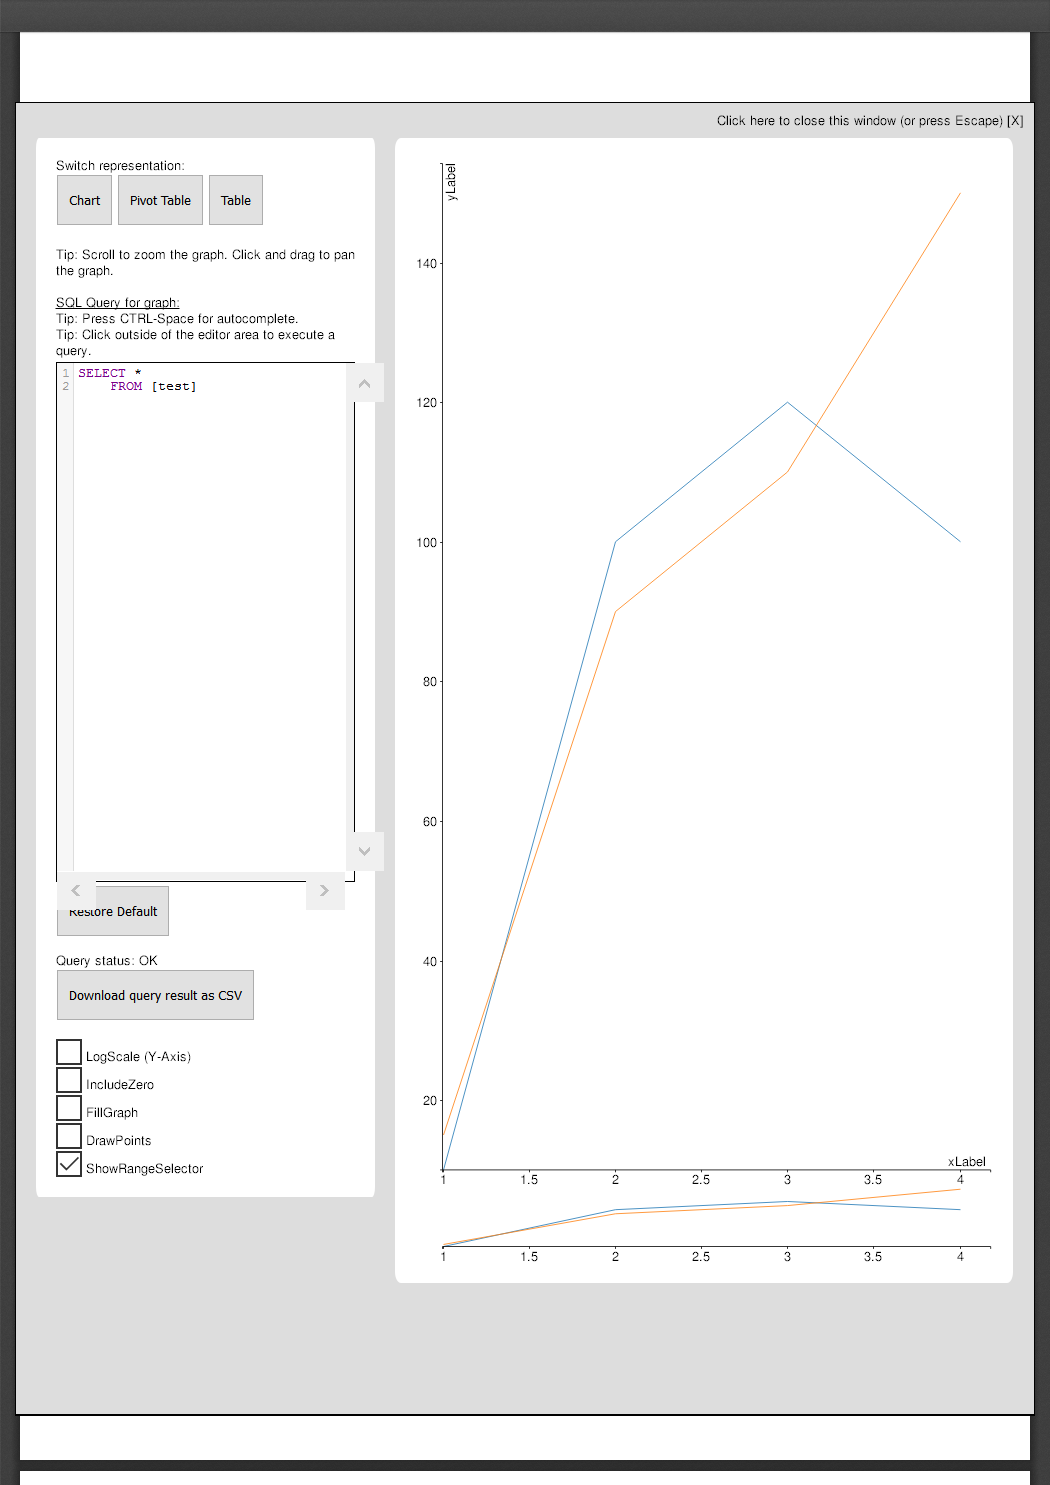 Click here to close this window (or press Escape) [X]
Switch representation:
Chart
Pivot Table
Table
Tip: Scroll to zoom the graph. Click and drag to pan
the graph.
SQL Query for graph:
Tip: Press CTRL-Space for autocomplete.
Tip: Click outside of the editor area to execute a
query.
1 SELECT *
2 FROM [test]
Restore Default
Query status: OK
Download query result as CSV
LogScale (Y-Axis)
IncludeZero
FillGraph
DrawPoints
ShowRangeSelector
yLabel
140
120
100
80
60
40
20
xLabel
1 1.5 2 2.5 3 3.5 4
1 1.5 2 2.5 3 3.5 4